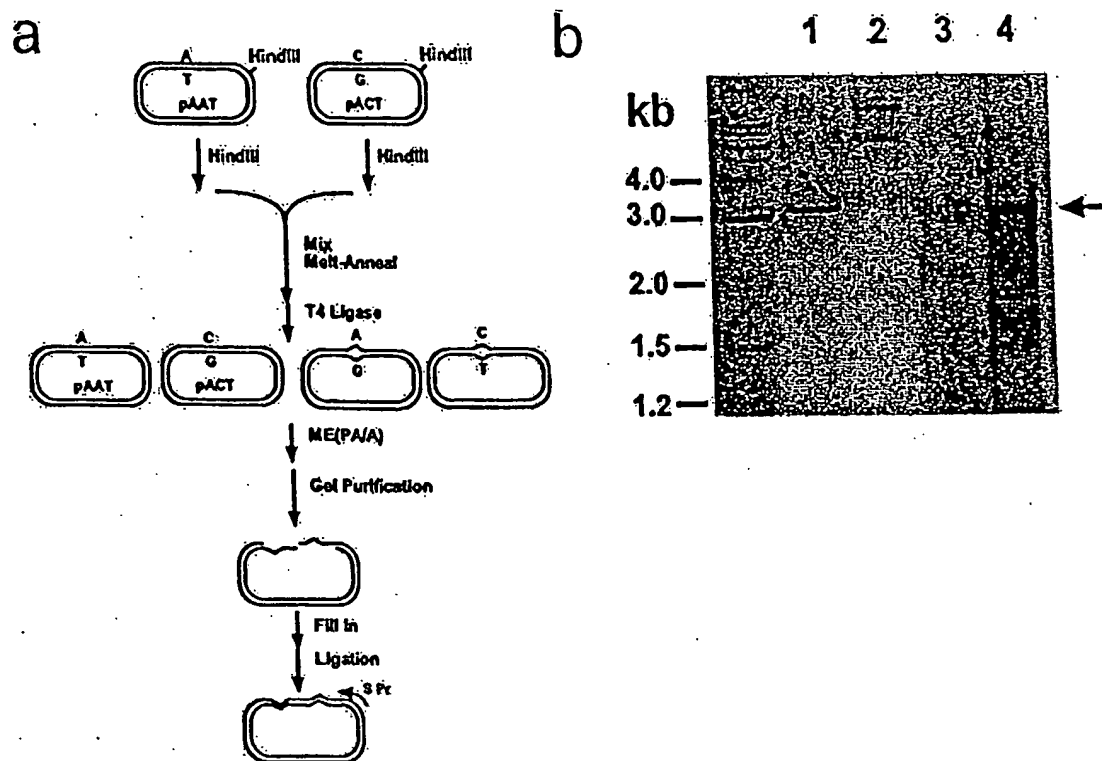 a
A
HindIII
T
pAAT
C
HindIII
G
pACT
HindIII
HindIII
Mix
Melt-Anneal
T4 Ligase
A
T
pAAT
C
G
pACT
A
G
C
T
ME(PA/A)
Gel Purification
Fill in
Ligation
S Pr
b
1 2 3 4
kb
4.0
3.0
2.0
1.5
1.2